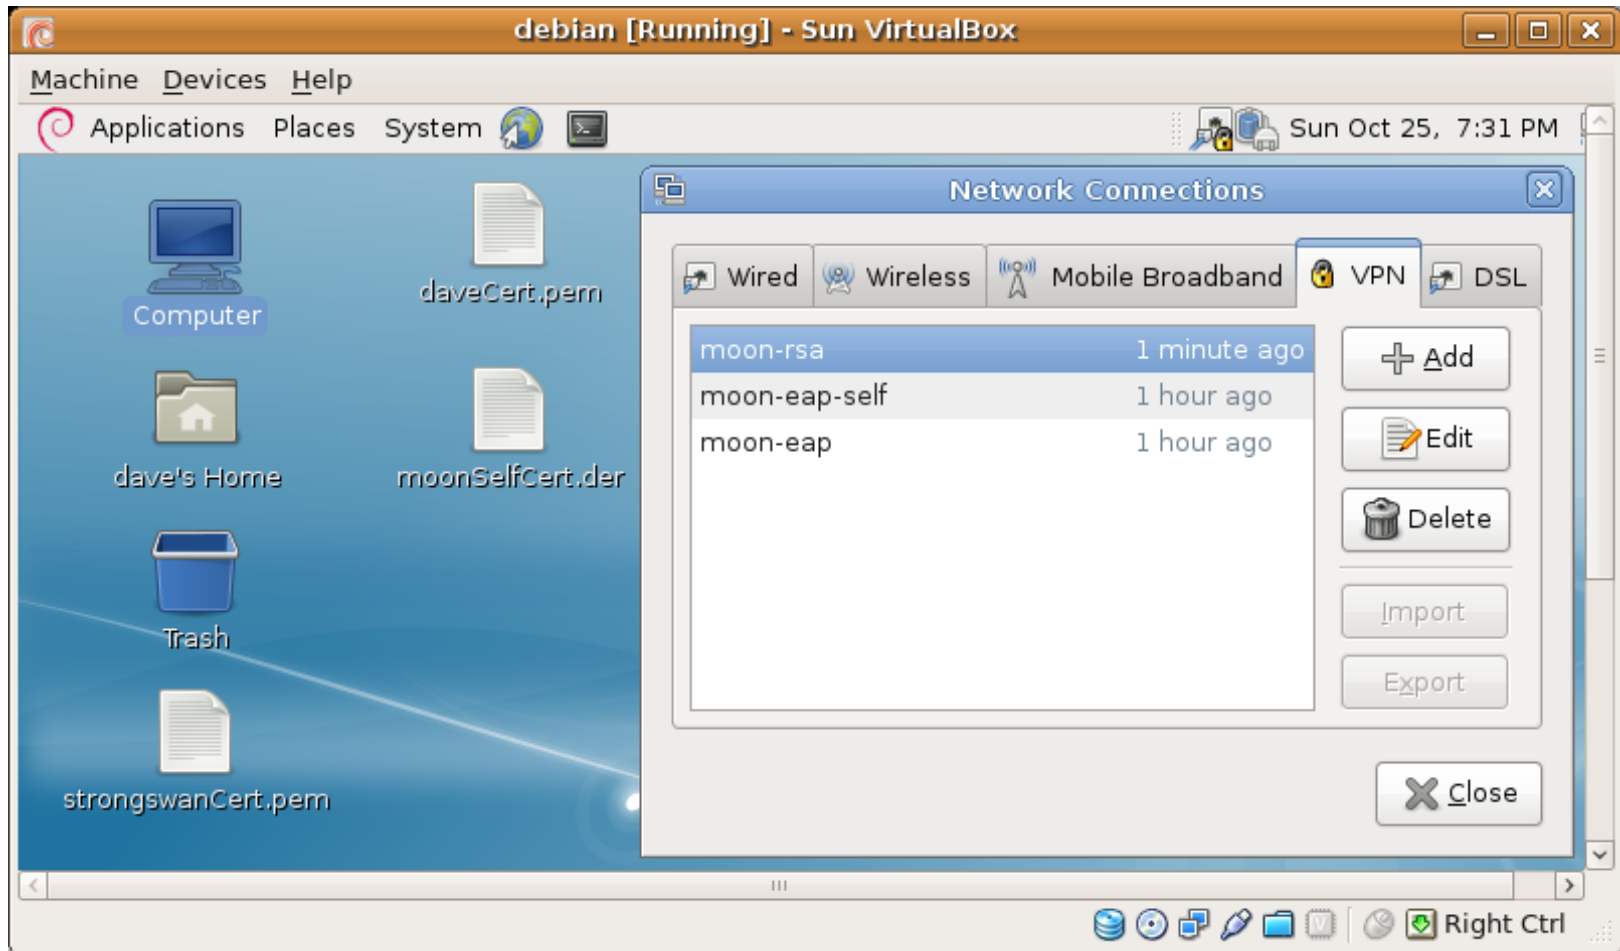 debian [Running] - Sun VirtualBox
Machine Devices Help
Applications Places System Sun Oct 25, 7:31 PM
Computer
daveCert.pem
dave's Home
moonSelfCert.der
Trash
strongswanCert.pem
Network Connections
Wired Wireless Mobile Broadband VPN DSL
moon-rsa 1 minute ago
moon-eap-self 1 hour ago
moon-eap 1 hour ago
Add
Edit
Delete
Import
Export
Close
Right Ctrl